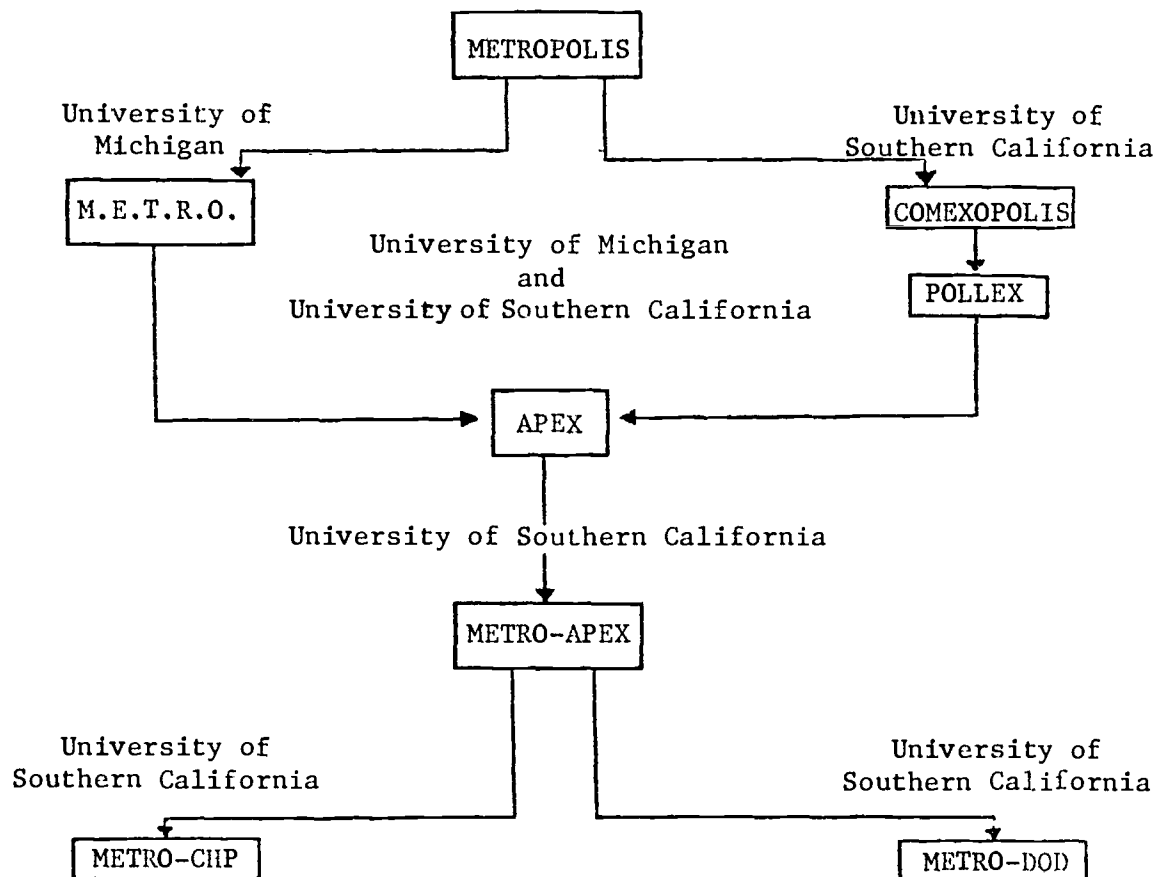 METROPOLIS
University of
Michigan
University of
Southern California
M.E.T.R.O.
COMEXOPOLIS
University of Michigan
and
University of Southern California
POLLEX
APEX
University of Southern California
METRO-APEX
University of
Southern California
University of
Southern California
METRO-CHP
METRO-DOD